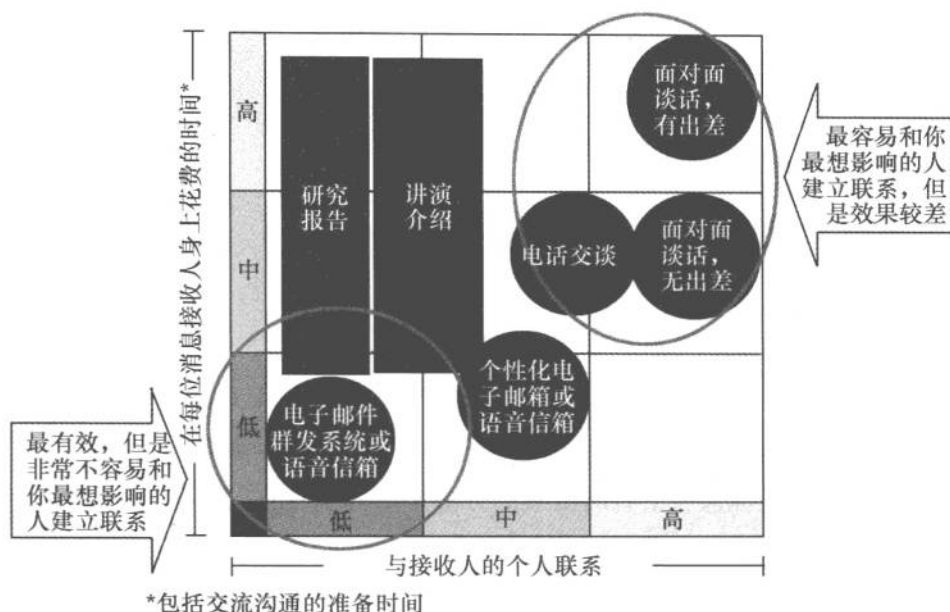 在每位消息接收人身上花费的时间*
高
中
低
研究
报告
讲演
介绍
面对面
谈话，
有出差
电话交谈
面对面
谈话，
无出差
个性化电
子邮箱或
语音信箱
电子邮件
群发系统或
语音信箱
最容易和你
最想影响的人
建立联系，但
是效果较差
最有效，但是
非常不容易和
你最想影响的
人建立联系
低
中
高
与接收人的个人联系
*包括交流沟通的准备时间